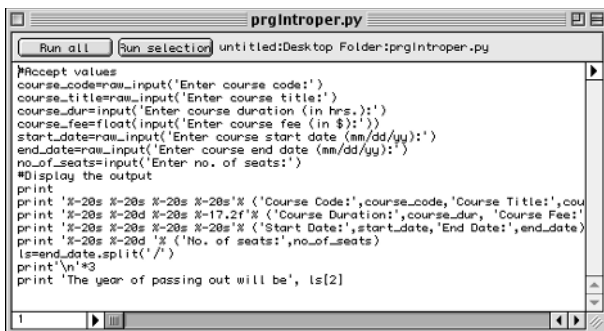 prgIntroper.py
Run all Run selection untitled:Desktop Folder:prgIntroper.py
#Accept values
course_code=raw_input('Enter course code:')
course_title=raw_input('Enter course title:')
course_dur=input('Enter course duration (in hrs.):')
course_fee=float(input('Enter course fee (in $):'))
start_date=raw_input('Enter course start date (mm/dd/yy):')
end_date=raw_input('Enter course end date (mm/dd/yy):')
no_of_seats=input('Enter no. of seats:')
#Display the output
print
print '%-20s %-20s %-20s %-20s'% ('Course Code:',course_code,'Course Title:',cou
print '%-20s %-20d %-20s %-17.2f'% ('Course Duration:',course_dur, 'Course Fee:'
print '%-20s %-20s %-20s %-20s'% ('Start Date:',start_date,'End Date:',end_date)
print '%-20s %-20d '% ('No. of seats:',no_of_seats)
ls=end_date.split('/')
print'\n'*3
print 'The year of passing out will be', ls[2]
1